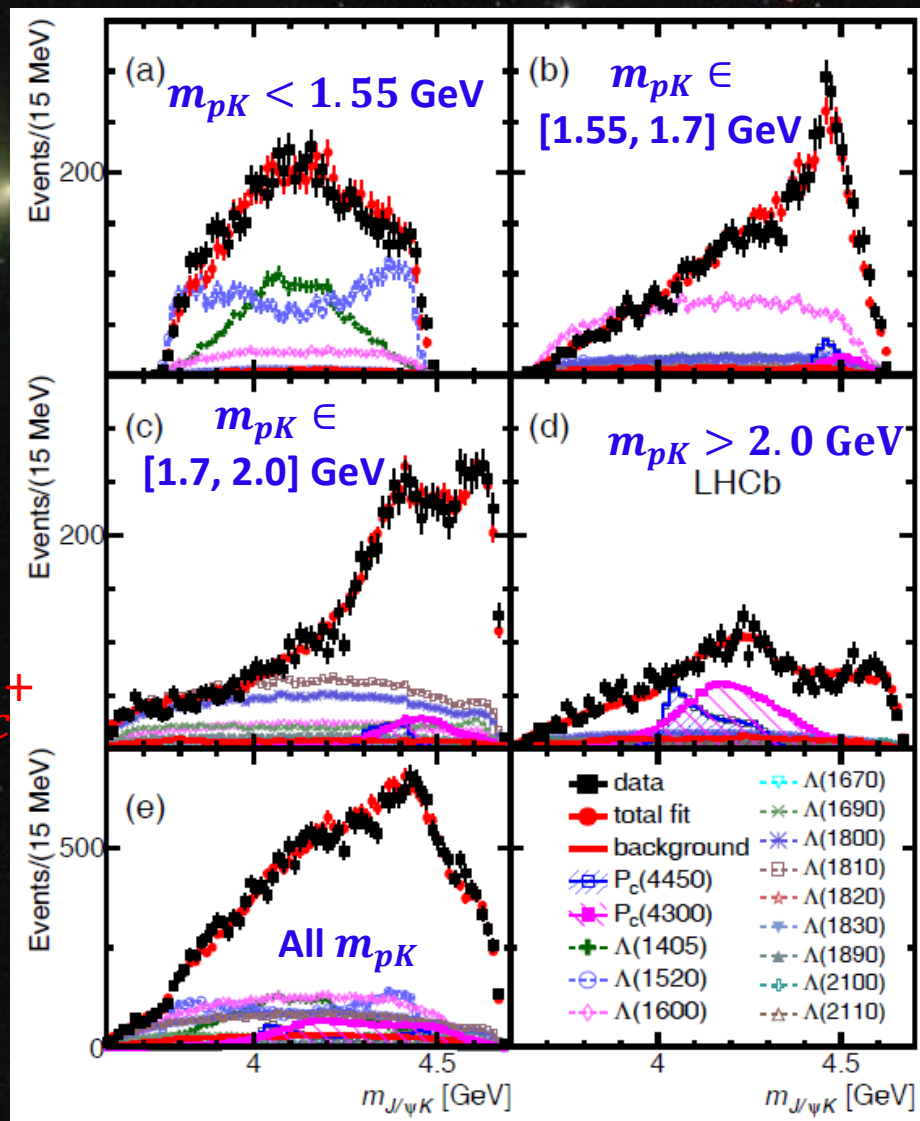 (a)
m_pK < 1.55 GeV
Events/(15 MeV)
200
(b)
m_pK ∈
[1.55, 1.7] GeV
(c)
m_pK ∈
[1.7, 2.0] GeV
Events/(15 MeV)
200
(d)
m_pK > 2.0 GeV
LHCb
+
(e)
All m_pK
Events/(15 MeV)
500
0
4
4.5
m_J/ψK [GeV]
data
total fit
background
P_c(4450)
P_c(4300)
Λ(1405)
Λ(1520)
Λ(1600)
Λ(1670)
Λ(1690)
Λ(1800)
Λ(1810)
Λ(1820)
Λ(1830)
Λ(1890)
Λ(2100)
Λ(2110)
4
4.5
m_J/ψK [GeV]